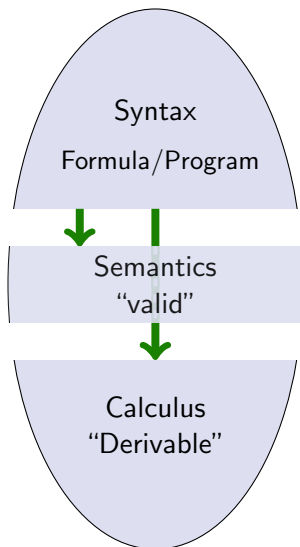 Syntax
Formula/Program
Semantics
“valid”
Calculus
“Derivable”